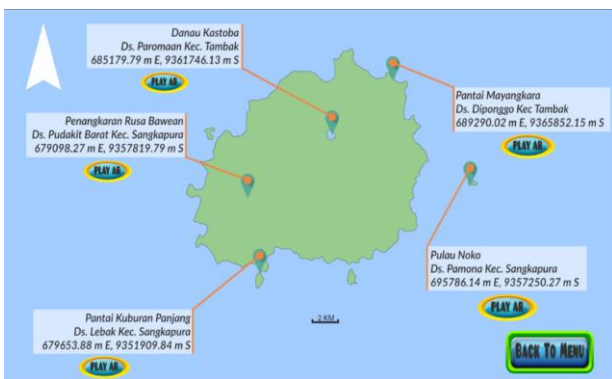 Danau Kastoba
Ds. Paromaan Kec. Tambak
685179.79 m E, 9361746.13 m S
PLAY AR
Penangkaran Rusa Bawean
Ds. Pudakit Barat Kec. Sangkapura
679098.27 m E, 9357819.79 m S
PLAY AR
Pantai Kuburan Panjang
Ds. Lebak Kec. Sangkapura
679653.88 m E, 9351909.84 m S
PLAY AR
Pantai Mayangkara
Ds. Diponggo Kec Tambak
689290.02 m E, 9365852.15 m S
PLAY AR
Pulau Noko
Ds. Pamona Kec. Sangkapura
695786.14 m E, 9357250.27 m S
PLAY AR
2 KM
BACK TO MENU